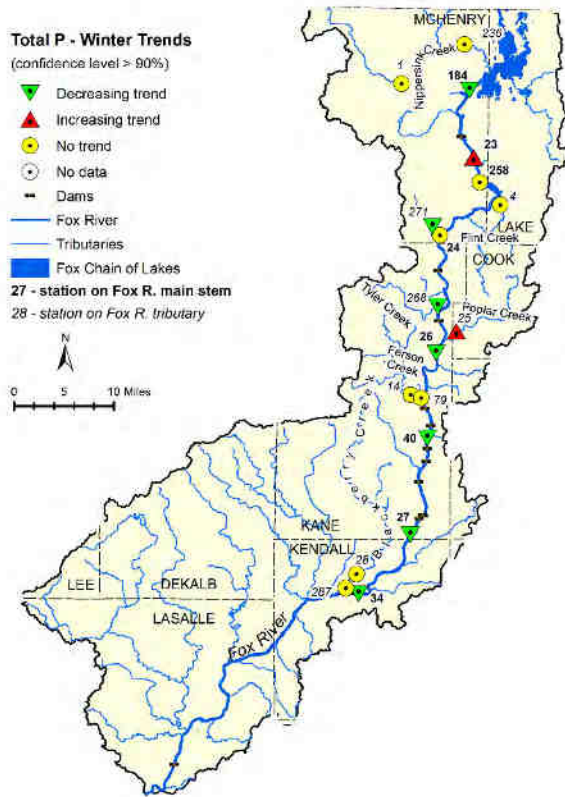 Total P - Winter Trends
(confidence level > 90%)
Decreasing trend
Increasing trend
No trend
No data
Dams
Fox River
Tributaries
Fox Chain of Lakes
27 - station on Fox R. main stem
28 - station on Fox R. tributary
N
0 5 10 Miles
MCHENRY
236
Nippersink Creek
1
184
23
258
4
271
LAKE
Flint Creek
24
COOK
268
Tyler Creek
Poplar Creek
25
26
Ferson
Creek
14
79
Blackberry Creek
40
27
KANE
KENDALL
28
287
34
LEE
DEKALB
LASALLE
Fox River